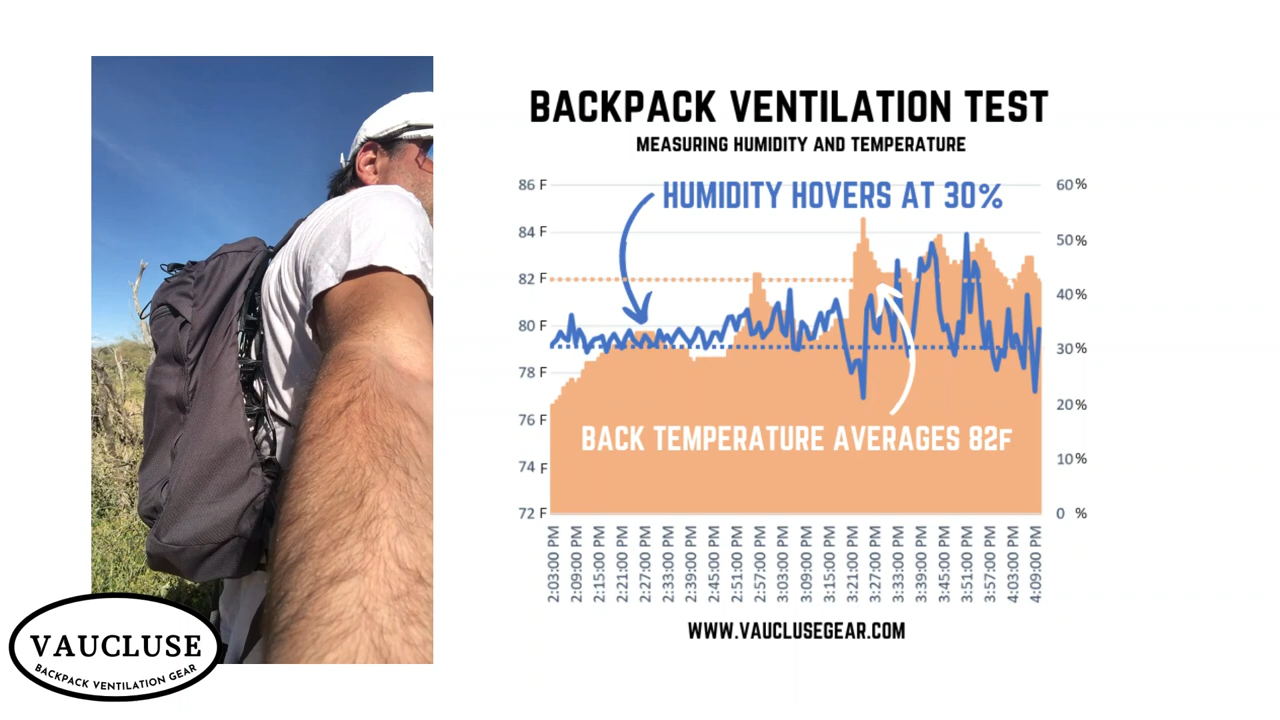 BACKPACK VENTILATION TEST
MEASURING HUMIDITY AND TEMPERATURE
HUMIDITY HOVERS AT 30%
BACK TEMPERATURE AVERAGES 82F
86 F
84 F
82 F
80 F
78 F
76 F
74 F
72 F
60%
50%
40%
30%
20%
10%
0 %
2:03:00 PM
2:09:00 PM
2:15:00 PM
2:21:00 PM
2:27:00 PM
2:33:00 PM
2:39:00 PM
2:45:00 PM
2:51:00 PM
2:57:00 PM
3:03:00 PM
3:09:00 PM
3:15:00 PM
3:21:00 PM
3:27:00 PM
3:33:00 PM
3:39:00 PM
3:45:00 PM
3:51:00 PM
3:57:00 PM
4:03:00 PM
4:09:00 PM
WWW.VAUCLUSEGEAR.COM
VAUCLUSE
BACKPACK VENTILATION GEAR